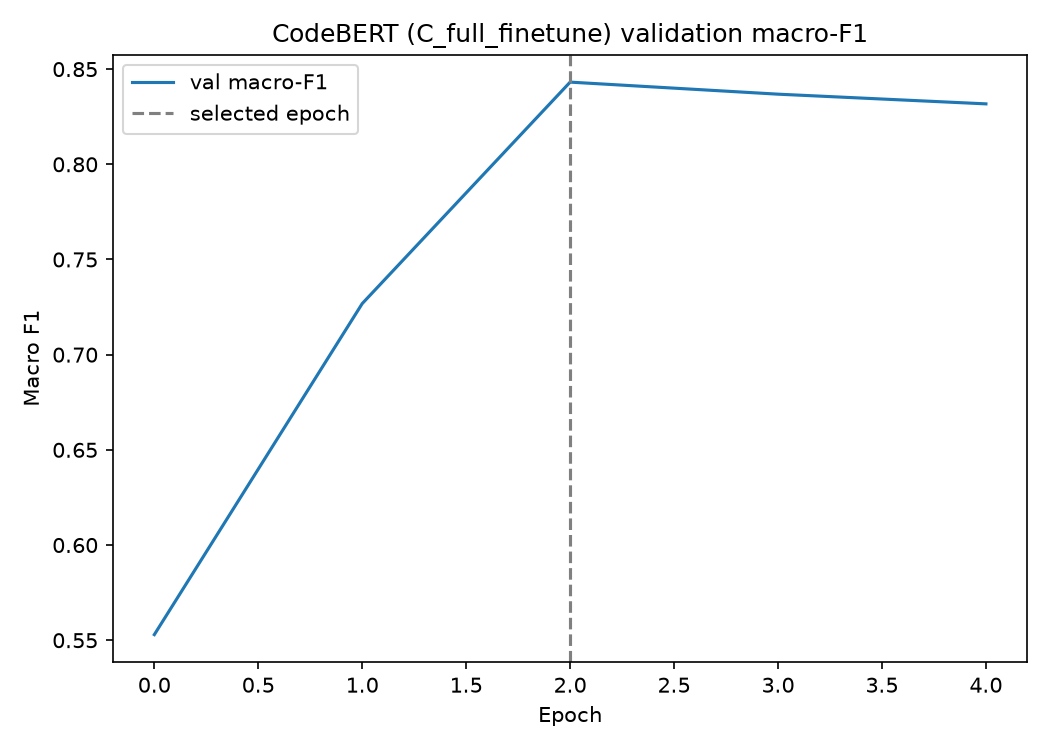 CodeBERT (C_full_finetune) validation macro-F1
val macro-F1
selected epoch
Macro F1
0.85
0.80
0.75
0.70
0.65
0.60
0.55
0.0 0.5 1.0 1.5 2.0 2.5 3.0 3.5 4.0
Epoch